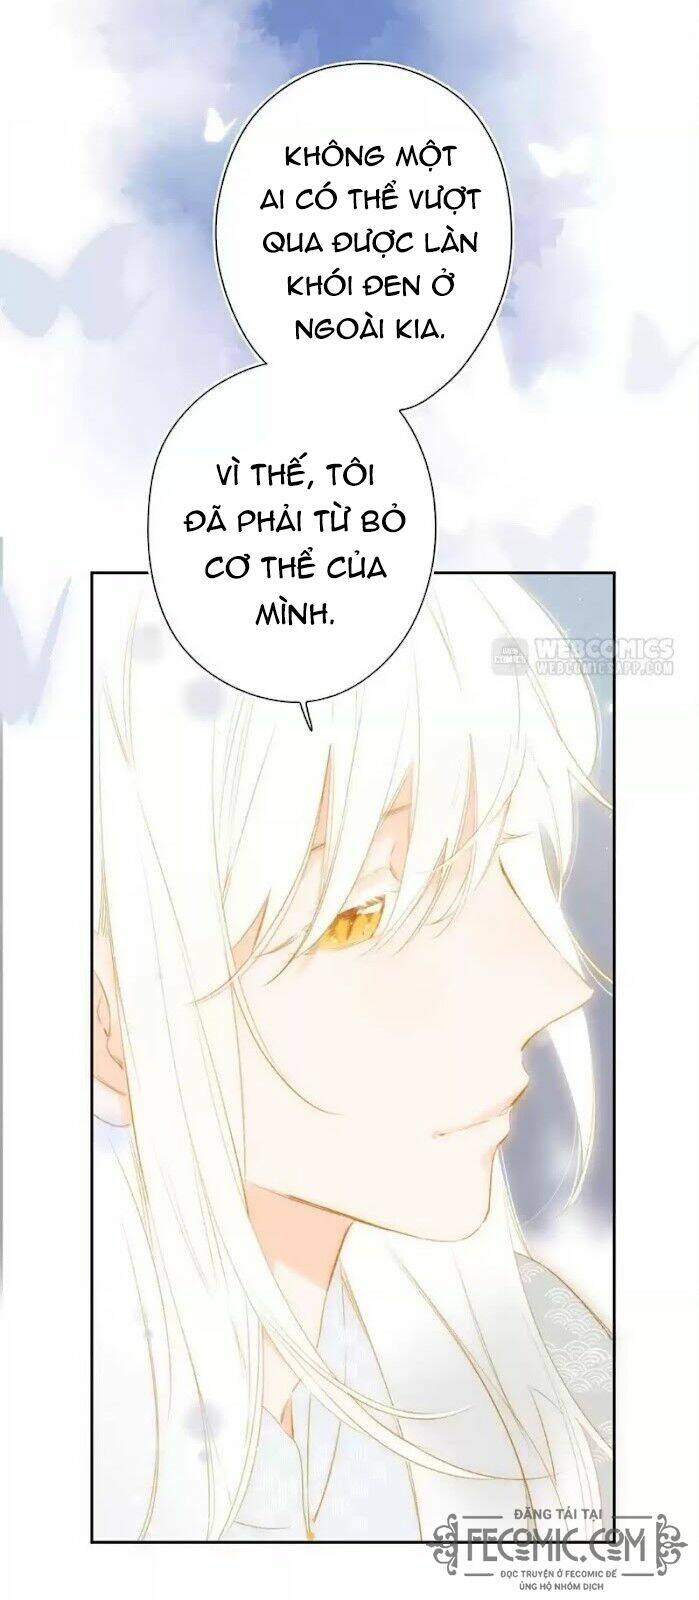 KHÔNG MỘT
AI CÓ THỂ VƯỢT
QUA ĐƯỢC LÀN
KHÓI ĐEN Ở
NGOÀI KIA.
VÌ THẾ, TÔI
ĐÃ PHẢI TỪ BỎ
CƠ THỂ CỦA
MÌNH.
WEBCOMICS
WEBCOMICSAPP.COM
ĐĂNG TẢI TẠI
FECOMIC.COM
ĐỌC TRUYỆN Ở FECOMIC ĐỂ
ỦNG HỘ NHÓM DỊCH